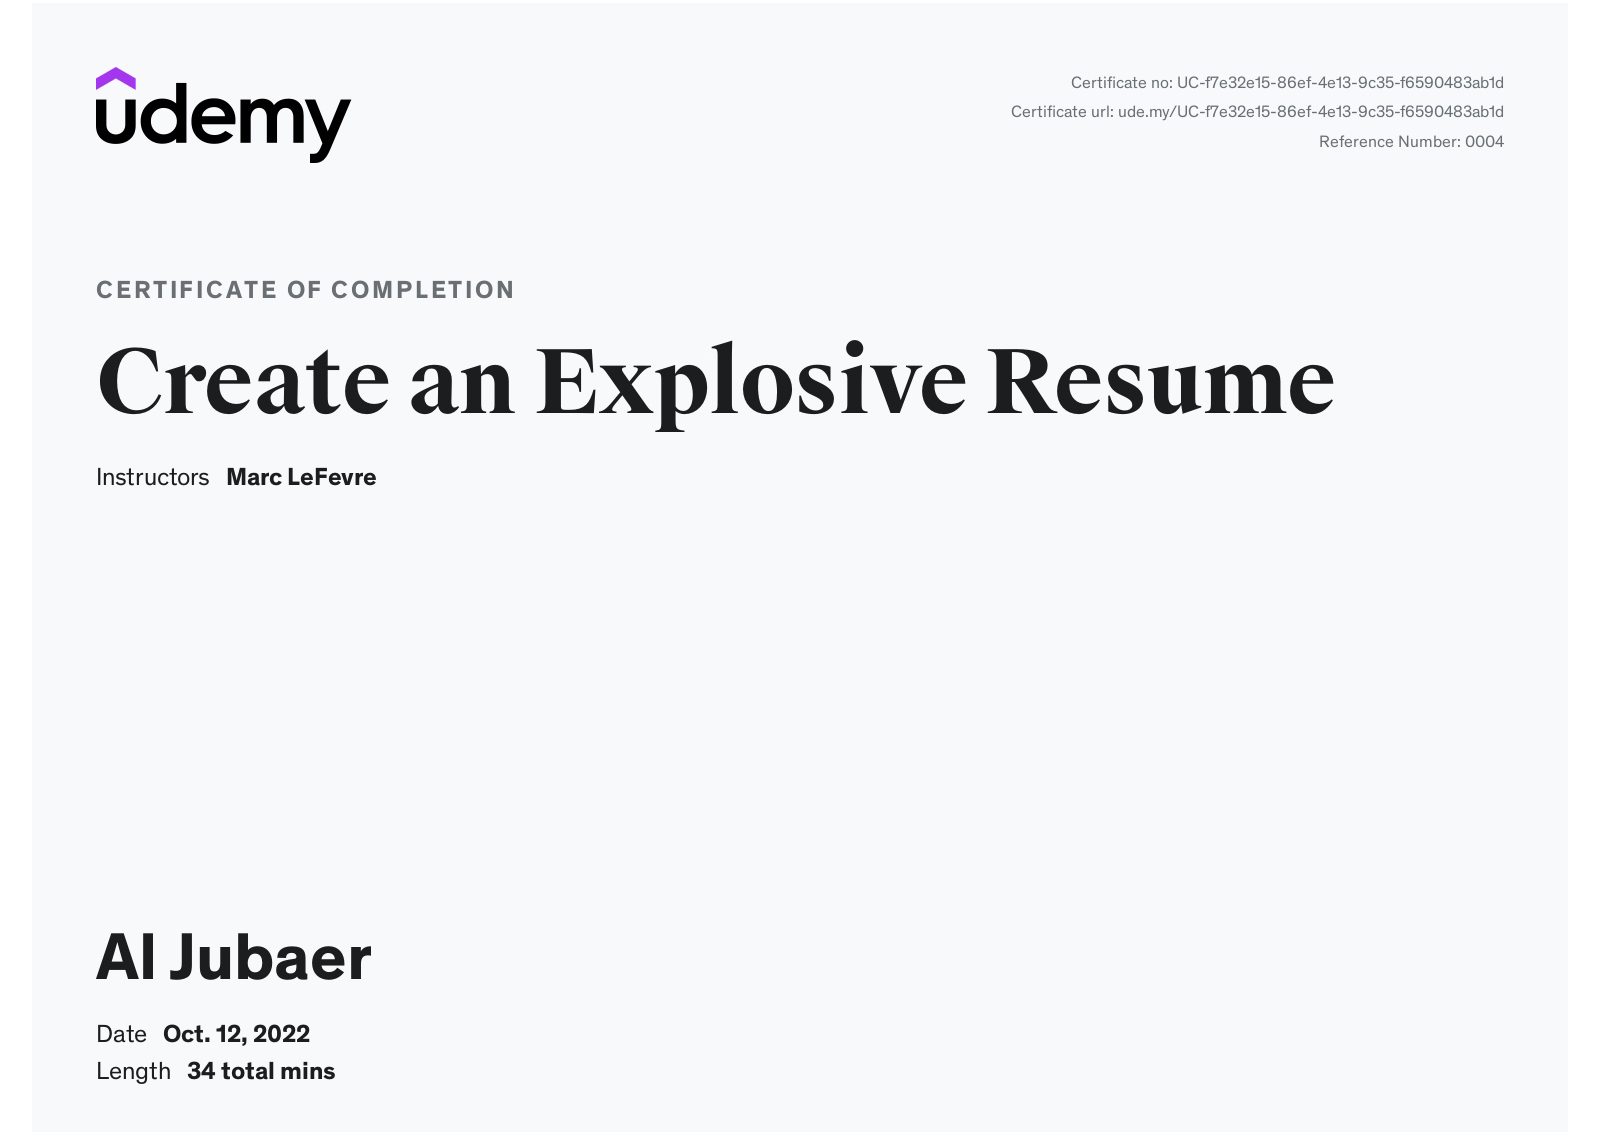 udemy
Certificate no: UC-f7e32e15-86ef-4e13-9c35-f6590483ab1d
Certificate url: ude.my/UC-f7e32e15-86ef-4e13-9c35-f6590483ab1d
Reference Number: 0004
CERTIFICATE OF COMPLETION
Create an Explosive Resume
Instructors Marc LeFevre
Al Jubaer
Date Oct. 12, 2022
Length 34 total mins